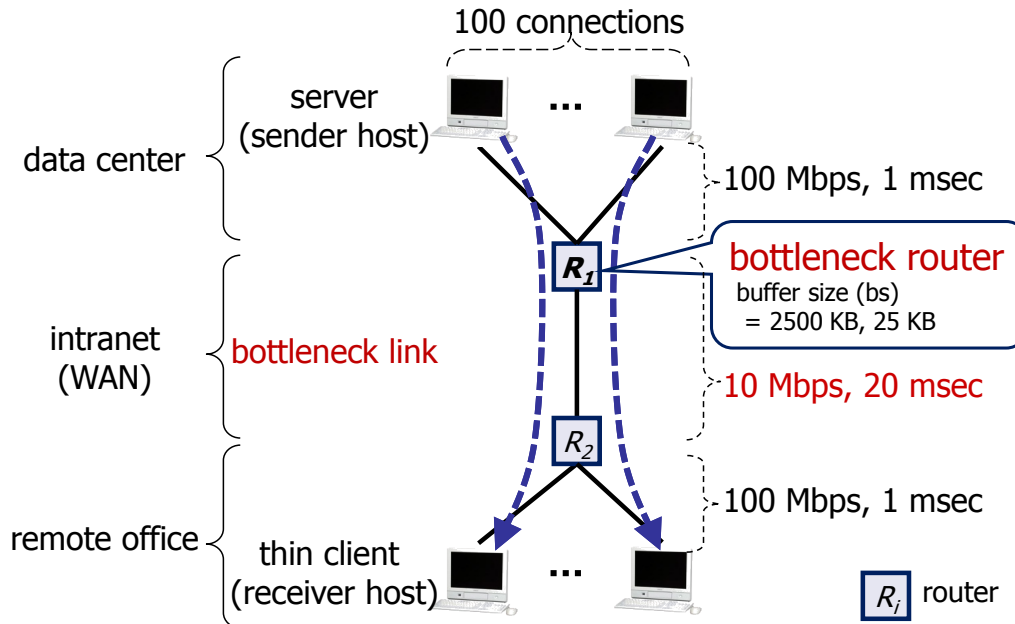 100 connections
server
(sender host)
...
data center
100 Mbps, 1 msec
R1
bottleneck router
buffer size (bs)
= 2500 KB, 25 KB
intranet
(WAN)
bottleneck link
10 Mbps, 20 msec
R2
100 Mbps, 1 msec
remote office
thin client
(receiver host)
...
Ri router